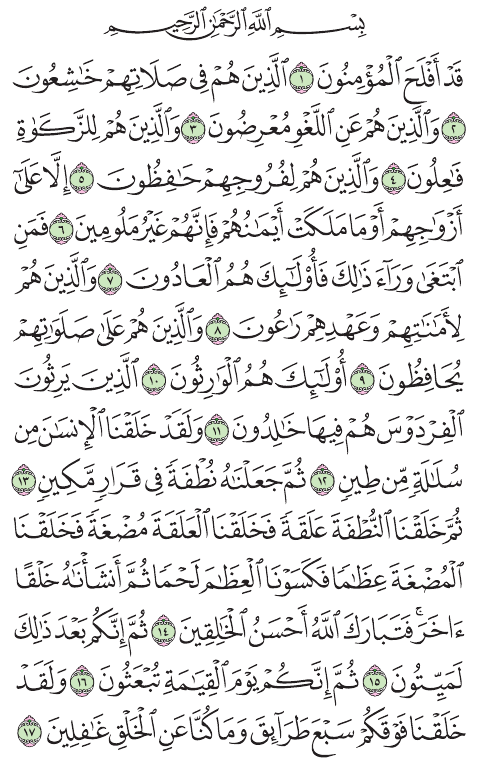 بِسْمِ ٱللَّهِ ٱلرَّحْمَٰنِ ٱلرَّحِيمِ
قَدْ أَفْلَحَ ٱلْمُؤْمِنُونَ ١ ٱلَّذِينَ هُمْ فِي صَلَاتِهِمْ خَٰشِعُونَ
٢ وَٱلَّذِينَ هُمْ عَنِ ٱللَّغْوِ مُعْرِضُونَ ٣ وَٱلَّذِينَ هُمْ لِلزَّكَوٰةِ
فَٰعِلُونَ ٤ وَٱلَّذِينَ هُمْ لِفُرُوجِهِمْ حَٰفِظُونَ ٥ إِلَّا عَلَىٰٓ
أَزْوَٰجِهِمْ أَوْ مَا مَلَكَتْ أَيْمَٰنُهُمْ فَإِنَّهُمْ غَيْرُ مَلُومِينَ ٦ فَمَنِ
ٱبْتَغَىٰ وَرَآءَ ذَٰلِكَ فَأُو۟لَٰٓئِكَ هُمُ ٱلْعَادُونَ ٧ وَٱلَّذِينَ هُمْ
لِأَمَٰنَٰتِهِمْ وَعَهْدِهِمْ رَٰعُونَ ٨ وَٱلَّذِينَ هُمْ عَلَىٰ صَلَوَٰتِهِمْ
يُحَافِظُونَ ٩ أُو۟لَٰٓئِكَ هُمُ ٱلْوَٰرِثُونَ ١٠ ٱلَّذِينَ يَرِثُونَ
ٱلْفِرْدَوْسَ هُمْ فِيهَا خَٰلِدُونَ ١١ وَلَقَدْ خَلَقْنَا ٱلْإِنسَٰنَ مِن
سُلَٰلَةٍ مِّن طِينٍ ١٢ ثُمَّ جَعَلْنَٰهُ نُطْفَةً فِي قَرَارٍ مَّكِينٍ ١٣
ثُمَّ خَلَقْنَا ٱلنُّطْفَةَ عَلَقَةً فَخَلَقْنَا ٱلْعَلَقَةَ مُضْغَةً فَخَلَقْنَا
ٱلْمُضْغَةَ عِظَٰمًا فَكَسَوْنَا ٱلْعِظَٰمَ لَحْمًا ثُمَّ أَنشَأْنَٰهُ خَلْقًا
ءَاخَرَ ۚ فَتَبَارَكَ ٱللَّهُ أَحْسَنُ ٱلْخَٰلِقِينَ ١٤ ثُمَّ إِنَّكُم بَعْدَ ذَٰلِكَ
لَمَيِّتُونَ ١٥ ثُمَّ إِنَّكُمْ يَوْمَ ٱلْقِيَٰمَةِ تُبْعَثُونَ ١٦ وَلَقَدْ
خَلَقْنَا فَوْقَكُمْ سَبْعَ طَرَآئِقَ وَمَا كُنَّا عَنِ ٱلْخَلْقِ غَٰفِلِينَ ١٧